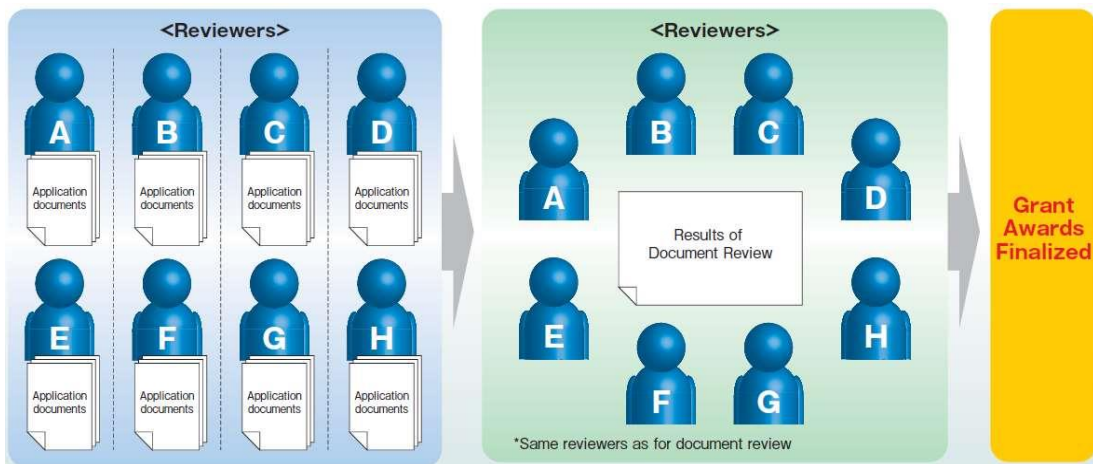 <Reviewers>
A
B
C
D
Application
documents
Application
documents
Application
documents
Application
documents
E
F
G
H
Application
documents
Application
documents
Application
documents
Application
documents
<Reviewers>
B
C
A
D
Results of
Document Review
E
H
F
G
*Same reviewers as for document review
Grant
Awards
Finalized